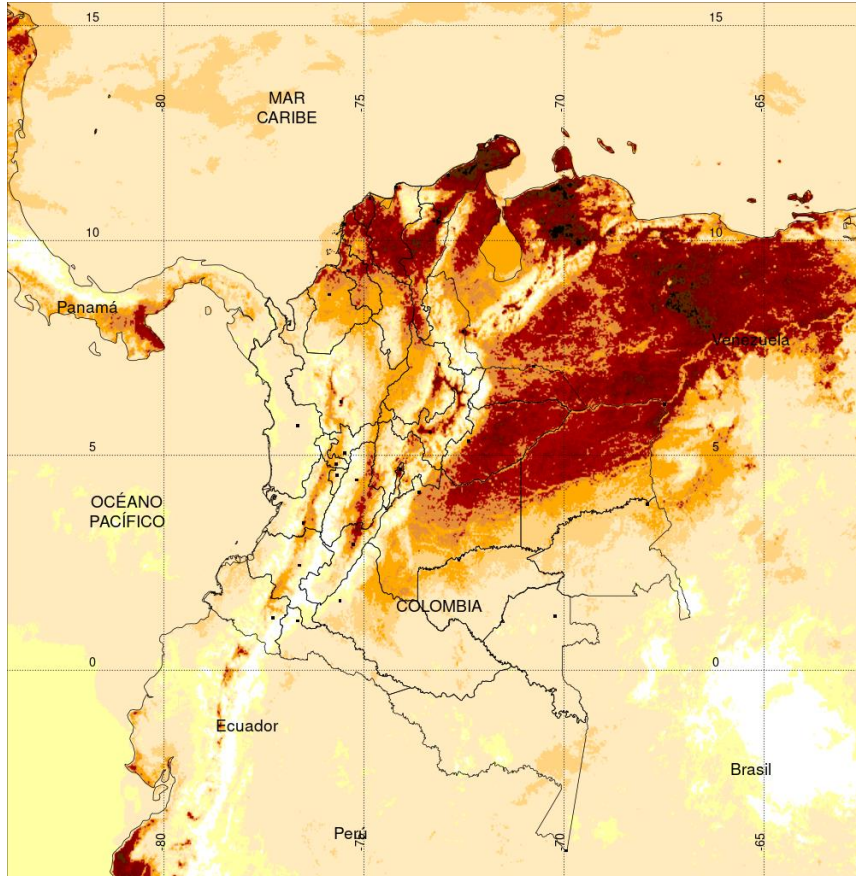 15
15
-80
-75
-70
-65
MAR
CARIBE
10
10
Panamá
Venezuela
5
5
OCÉANO
PACÍFICO
COLOMBIA
0
0
Ecuador
Brasil
Perú
-80
-75
-70
-65